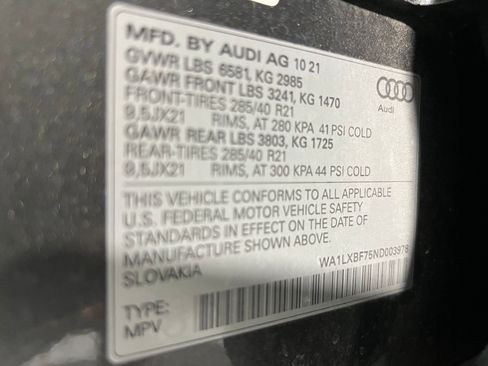 MFD. BY AUDI AG 10 21
GVWR LBS 6581, KG 2985
GAWR FRONT LBS 3241, KG 1470
FRONT-TIRES 285/40 R21
9,5JX21 RIMS, AT 280 KPA 41 PSI COLD
GAWR REAR LBS 3803, KG 1725
REAR-TIRES 285/40 R21
9,5JX21 RIMS, AT 300 KPA 44 PSI COLD
Audi
THIS VEHICLE CONFORMS TO ALL APPLICABLE
U.S. FEDERAL MOTOR VEHICLE SAFETY
STANDARDS IN EFFECT ON THE DATE OF
MANUFACTURE SHOWN ABOVE.
SLOVAKIA
WA1LXBF75ND003978
TYPE:
MPV